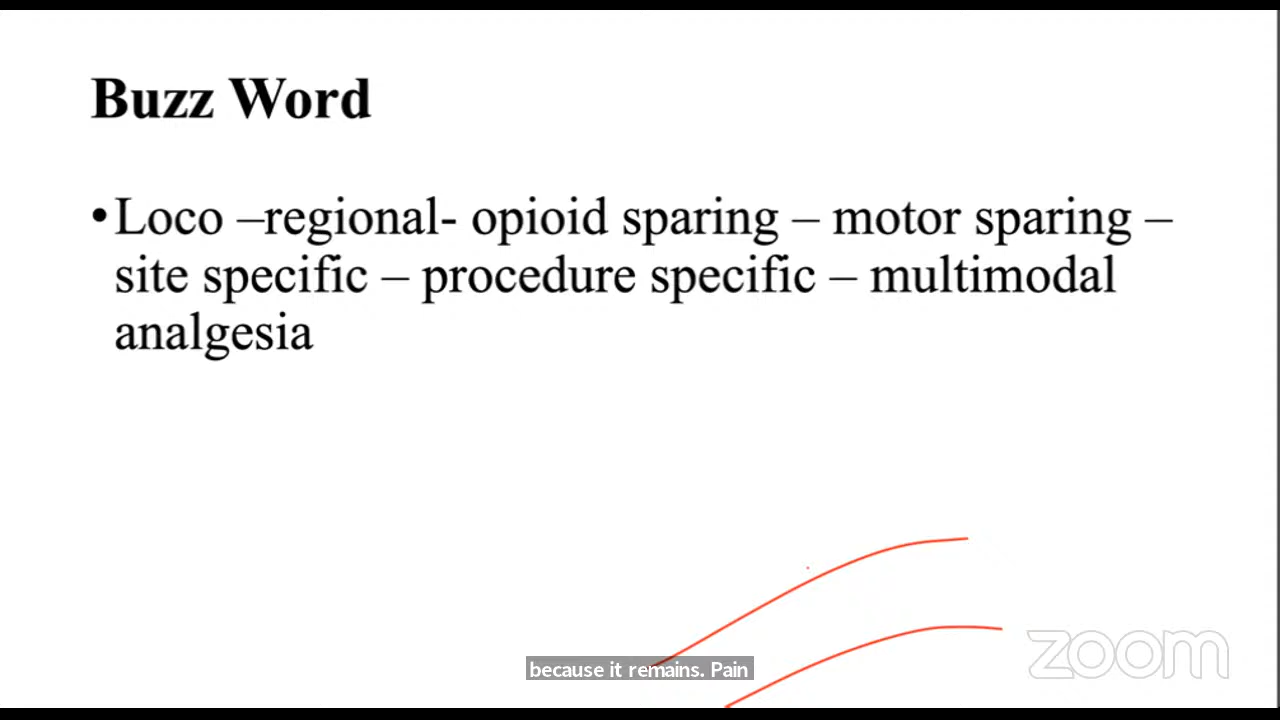 Buzz Word
•Loco –regional- opioid sparing – motor sparing –
site specific – procedure specific – multimodal
analgesia
because it remains. Pain
zoom